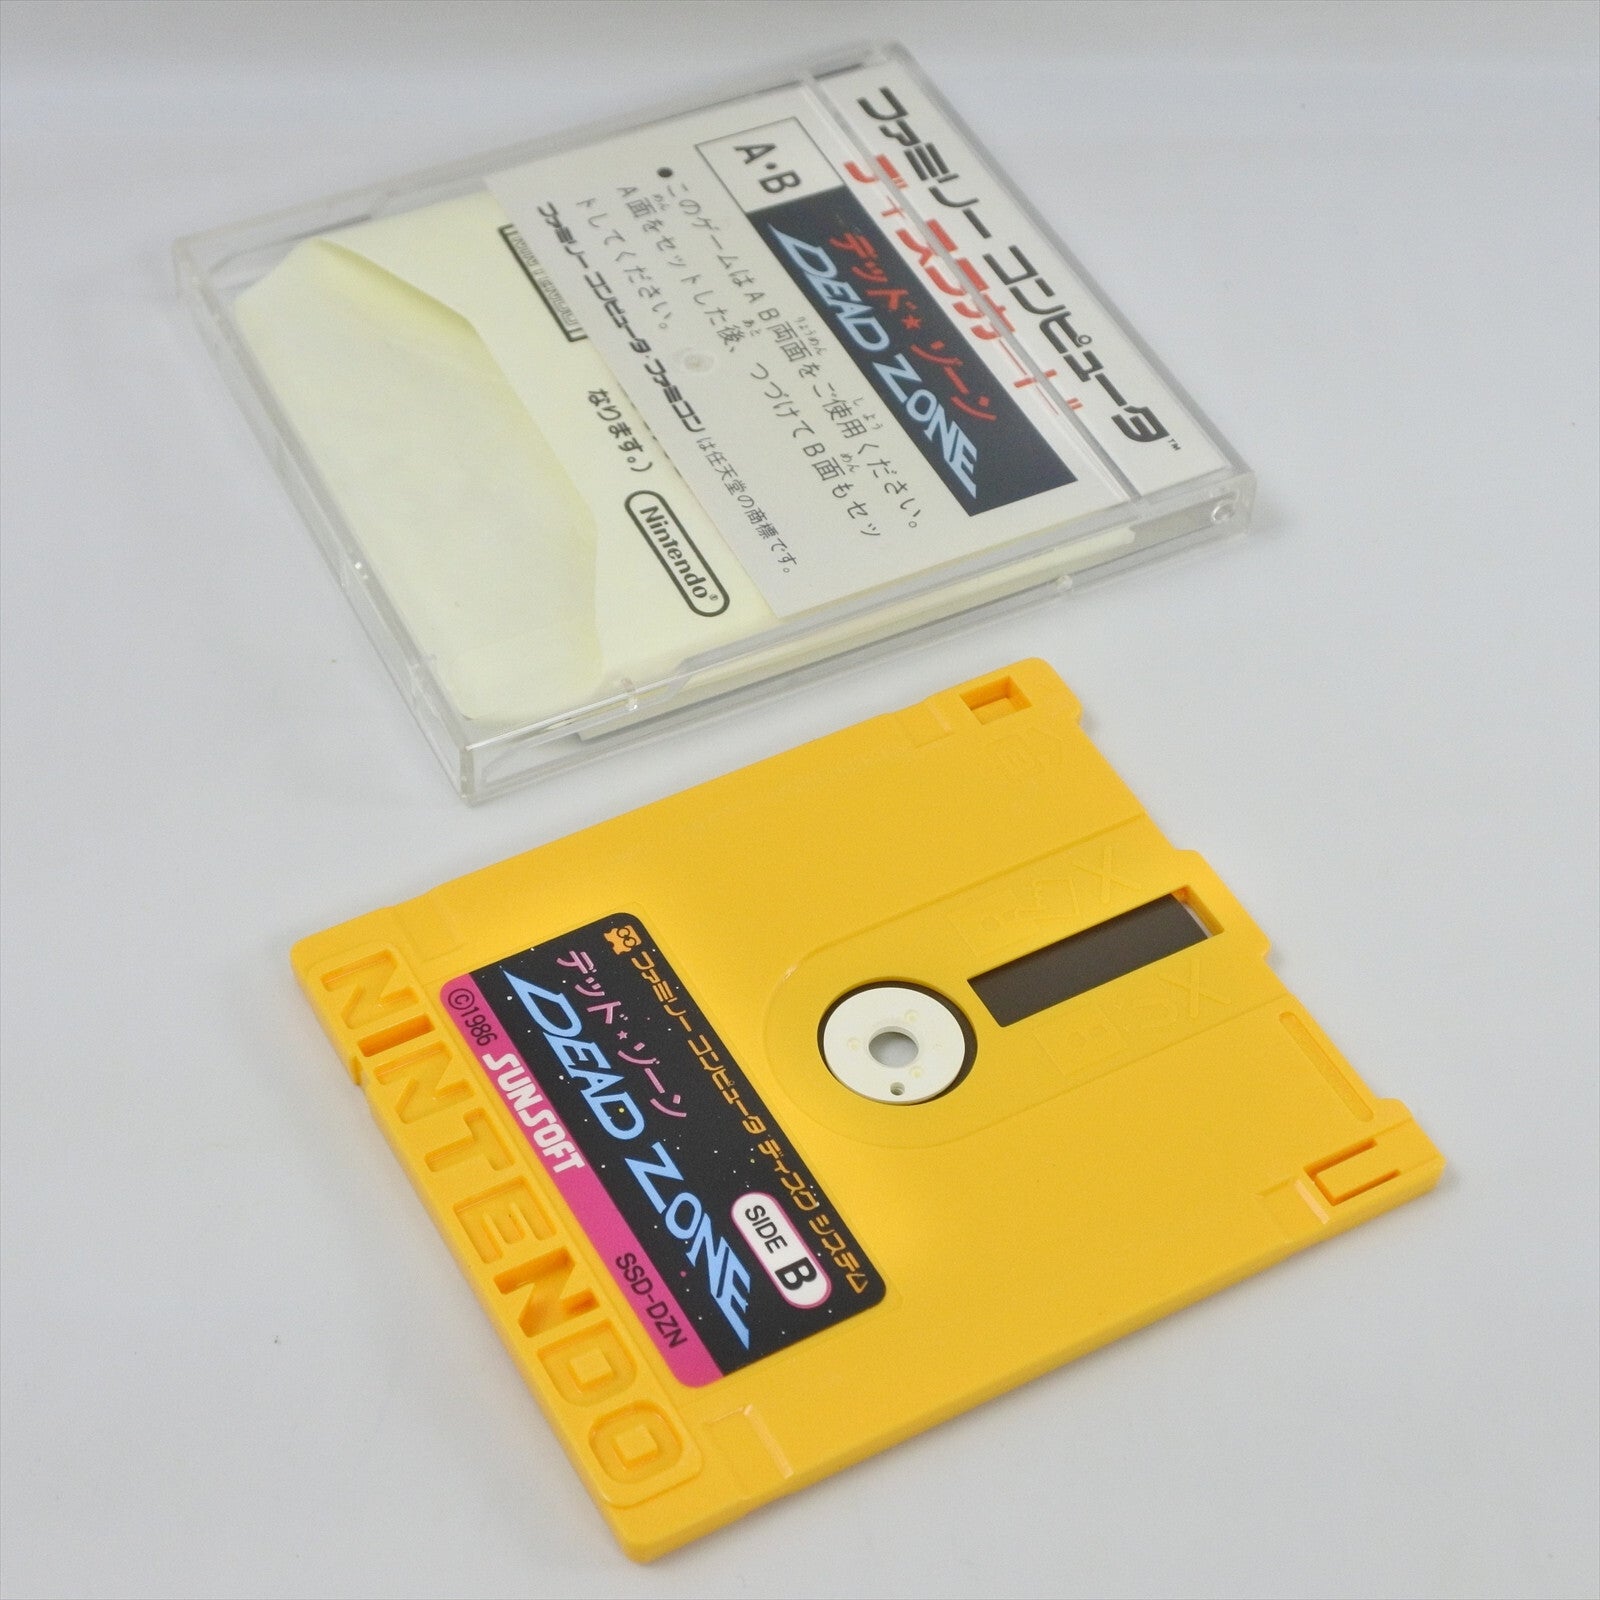 ファミリー コンピュータ™
ディスクカード
A・B
デッド★ゾーン
DEAD ZONE
●このゲームはAB両面をご使用ください。
A面をセットした後、つづけてB面もセッ
トしてください。
ファミリー コンピュータ・ファミコンは任天堂の商標です。
なります。)
Nintendo®
ファミリー コンピュータ ディスク システム
デッド★ゾーン
DEAD ZONE
SIDE B
©1986 SUNSOFT SSD-DZN
NINTENDO